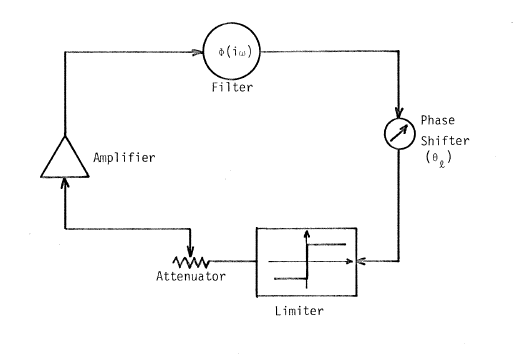 Φ(iω)
Filter
Phase
Shifter
(θℓ)
Amplifier
Attenuator
Limiter